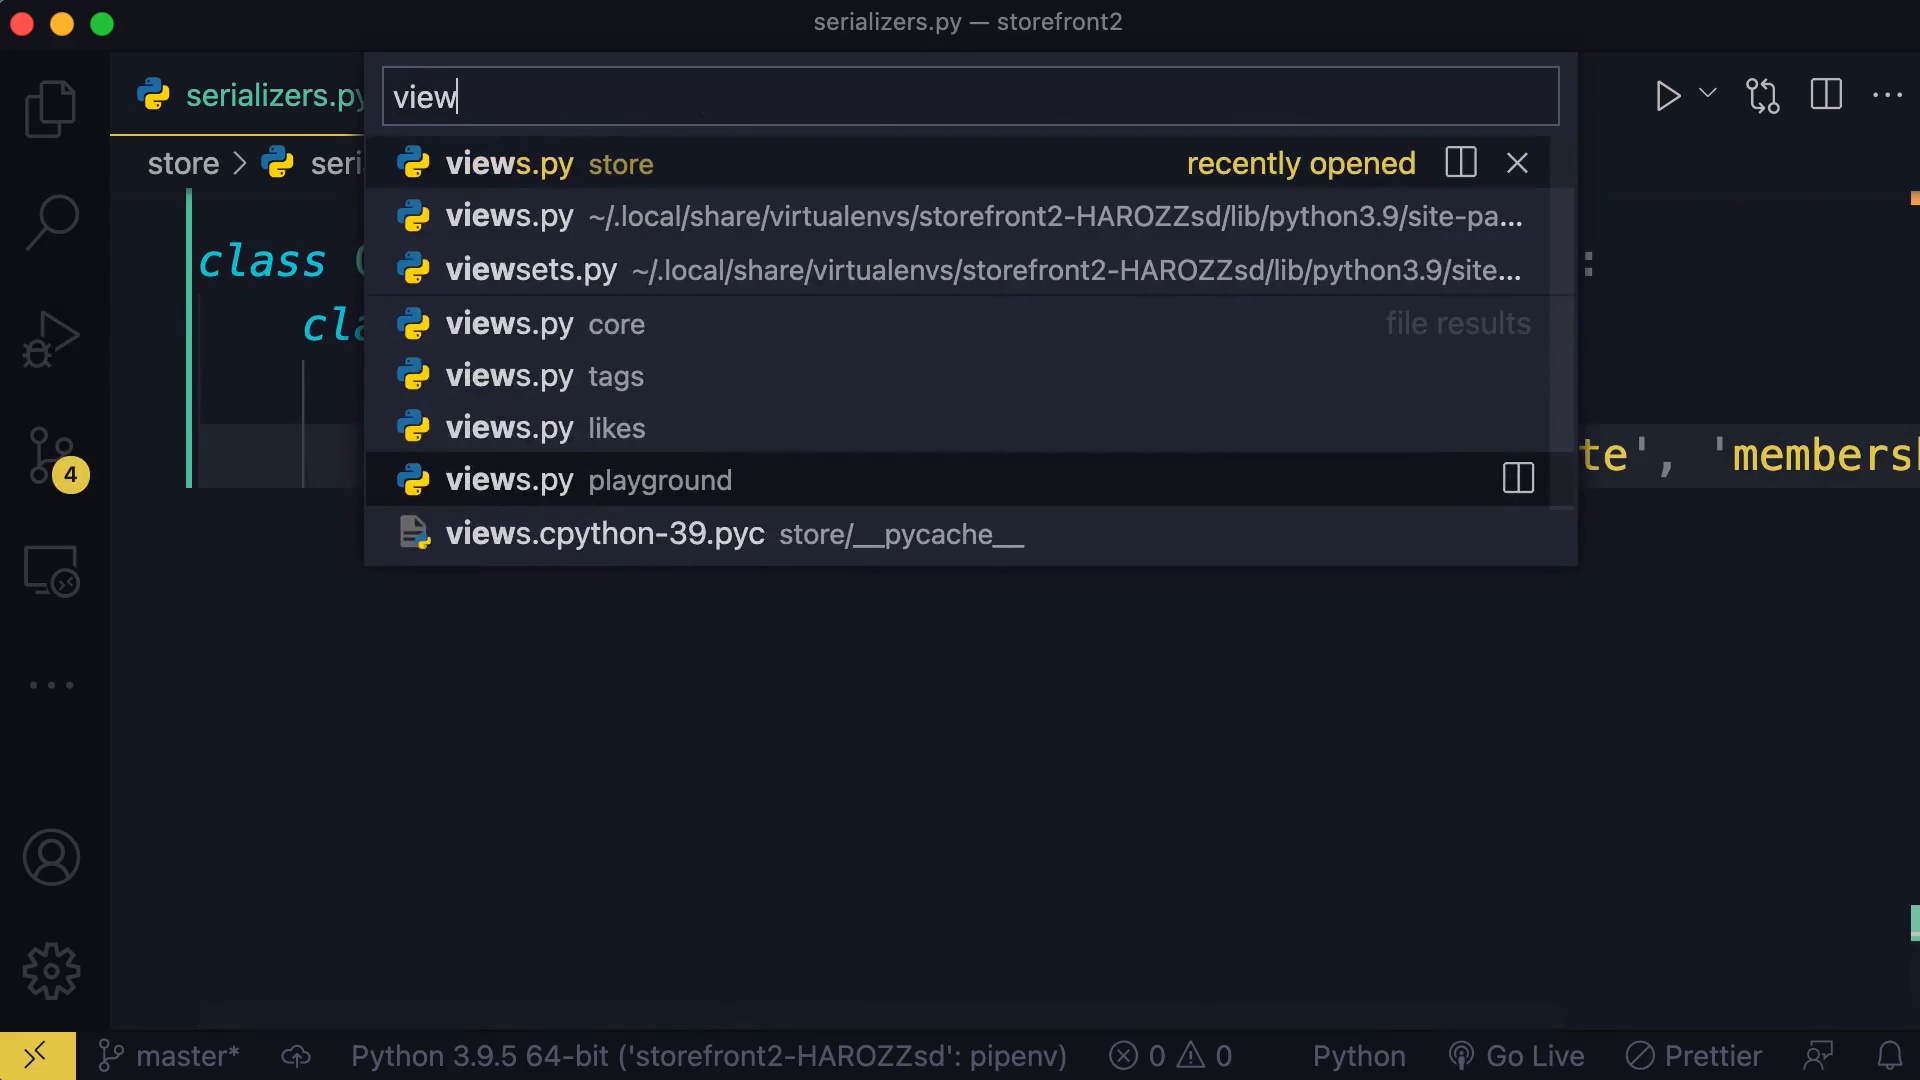 serializers.py — storefront2
serializers.py
view
store > seri
views.py store recently opened
views.py ~/.local/share/virtualenvs/storefront2-HAROZZsd/lib/python3.9/site-pa...
viewsets.py ~/.local/share/virtualenvs/storefront2-HAROZZsd/lib/python3.9/site...
class C :
views.py core file results
cla
views.py tags
views.py likes
te', 'membersh
4
views.py playground
views.cpython-39.pyc store/__pycache__
master* Python 3.9.5 64-bit ('storefront2-HAROZZsd': pipenv) 0 0 Python Go Live Prettier